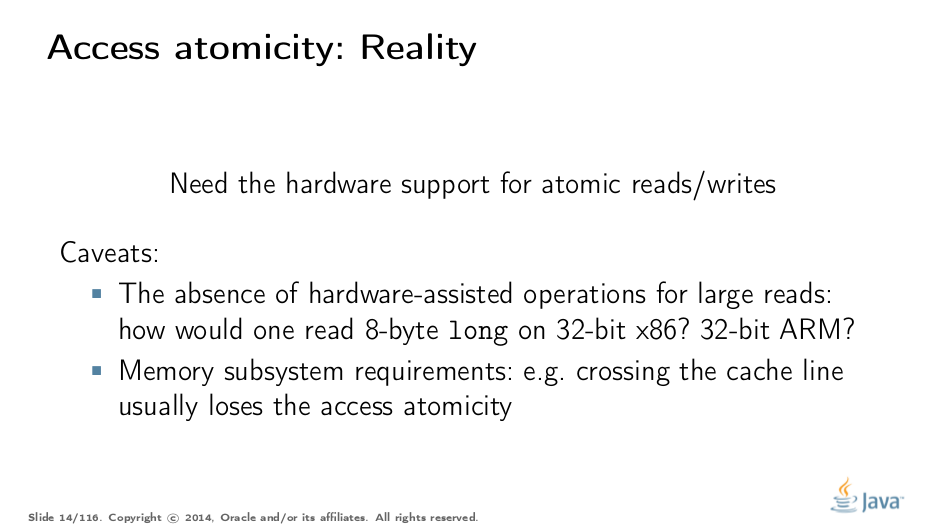 Access atomicity: Reality
Need the hardware support for atomic reads/writes
Caveats:
■ The absence of hardware-assisted operations for large reads:
how would one read 8-byte long on 32-bit x86? 32-bit ARM?
■ Memory subsystem requirements: e.g. crossing the cache line
usually loses the access atomicity
Java™
Slide 14/116. Copyright © 2014, Oracle and/or its affiliates. All rights reserved.